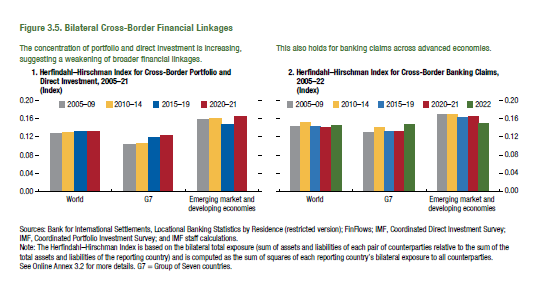 Figure 3.5. Bilateral Cross-Border Financial Linkages
The concentration of portfolio and direct investment is increasing,
suggesting a weakening of broader financial linkages.
1. Herfindahl–Hirschman Index for Cross-Border Portfolio and
Direct Investment, 2005–21
(Index)
0.20
2005–09 2010–14 2015–19 2020–21
0.16
0.12
0.08
0.04
0.00
World G7 Emerging market and
developing economies
This also holds for banking claims across advanced economies.
2. Herfindahl–Hirschman Index for Cross-Border Banking Claims,
2005–22
(Index)
2005–09 2010–14 2015–19 2020–21 2022
0.20
0.16
0.12
0.08
0.04
0.00
World G7 Emerging market and
developing economies
Sources: Bank for International Settlements, Locational Banking Statistics by Residence (restricted version); FinFlows; IMF, Coordinated Direct Investment Survey;
IMF, Coordinated Portfolio Investment Survey; and IMF staff calculations.
Note: The Herfindahl–Hirschman Index is based on the bilateral total exposure (sum of assets and liabilities of each pair of counterparties relative to the sum of the
total assets and liabilities of the reporting country) and is computed as the sum of squares of each reporting country's bilateral exposure to all counterparties.
See Online Annex 3.2 for more details. G7 = Group of Seven countries.